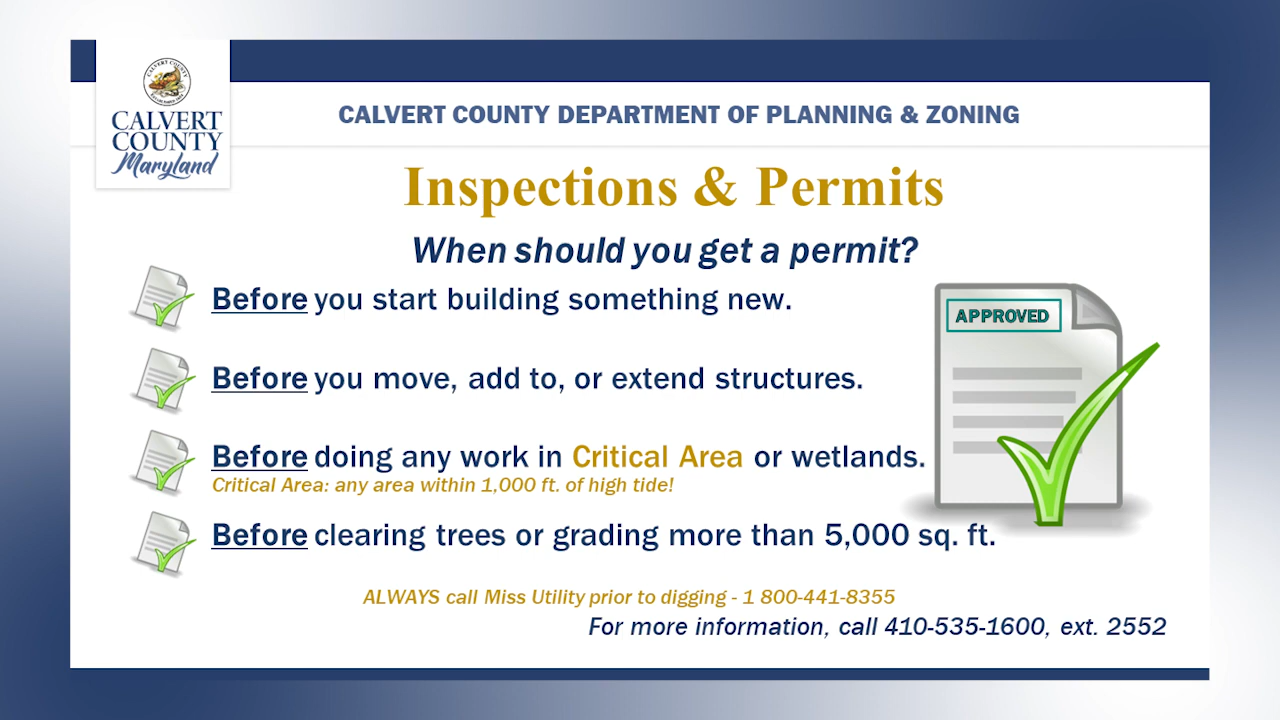 CALVERT COUNTY
ESTABLISHED 1654
CALVERT
COUNTY
Maryland
CALVERT COUNTY DEPARTMENT OF PLANNING & ZONING
Inspections & Permits
When should you get a permit?
Before you start building something new.
APPROVED
Before you move, add to, or extend structures.
Before doing any work in Critical Area or wetlands.
Critical Area: any area within 1,000 ft. of high tide!
Before clearing trees or grading more than 5,000 sq. ft.
ALWAYS call Miss Utility prior to digging - 1 800-441-8355
For more information, call 410-535-1600, ext. 2552